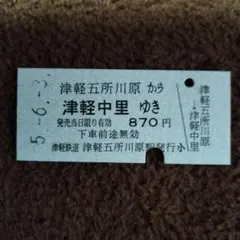 津軽五所川原 から
津軽中里 ゆき
発売当日限り有効 870円
下車前途無効
津軽鉄道 津軽五所川原駅発行 小
5.-6.-3.
津軽五所川原
→津軽中里